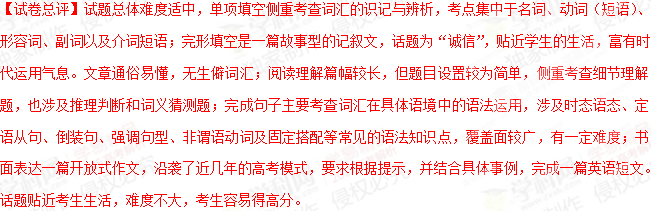 【试卷总评】试题总体难度适中，单项填空侧重考查词汇的识记与辨析，考点集中于名词、动词（短语）、
形容词、副词以及介词短语；完形填空是一篇故事型的记叙文，话题为“诚信”，贴近学生的生活，富有时
代运用气息。文章通俗易懂，无生僻词汇；阅读理解篇幅较长，但题目设置较为简单，侧重考查细节理解
题，也涉及推理判断和词义猜测题；完成句子主要考查词汇在具体语境中的语法运用，涉及时态语态、定
语从句、倒装句、强调句型、非谓语动词及固定搭配等常见的语法知识点，覆盖面较广，有一定难度；书
面表达一篇开放式作文，沿袭了近几年的高考模式，要求根据提示，并结合具体事例，完成一篇英语短文。
话题贴近考生生活，难度不大，考生容易得高分。